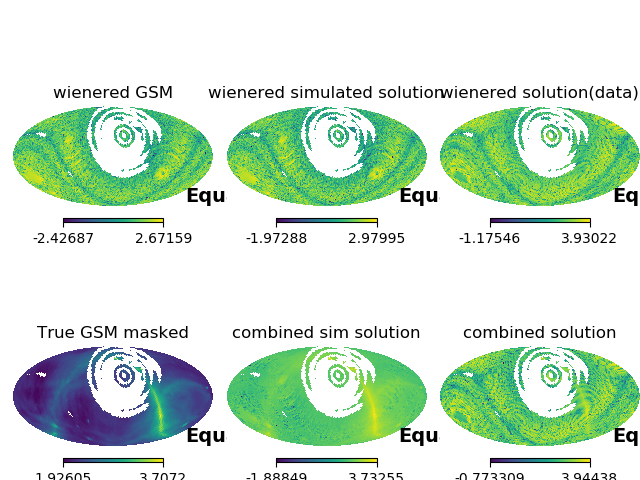 wienered GSM wienered simulated solution wienered solution(data)
Equ Equ Eq
-2.42687 2.67159 -1.97288 2.97995 -1.17546 3.93022
True GSM masked combined sim solution combined solution
Equ Equ Eq
1.92605 3.7072 -1.88849 3.73255 -0.773309 3.94438